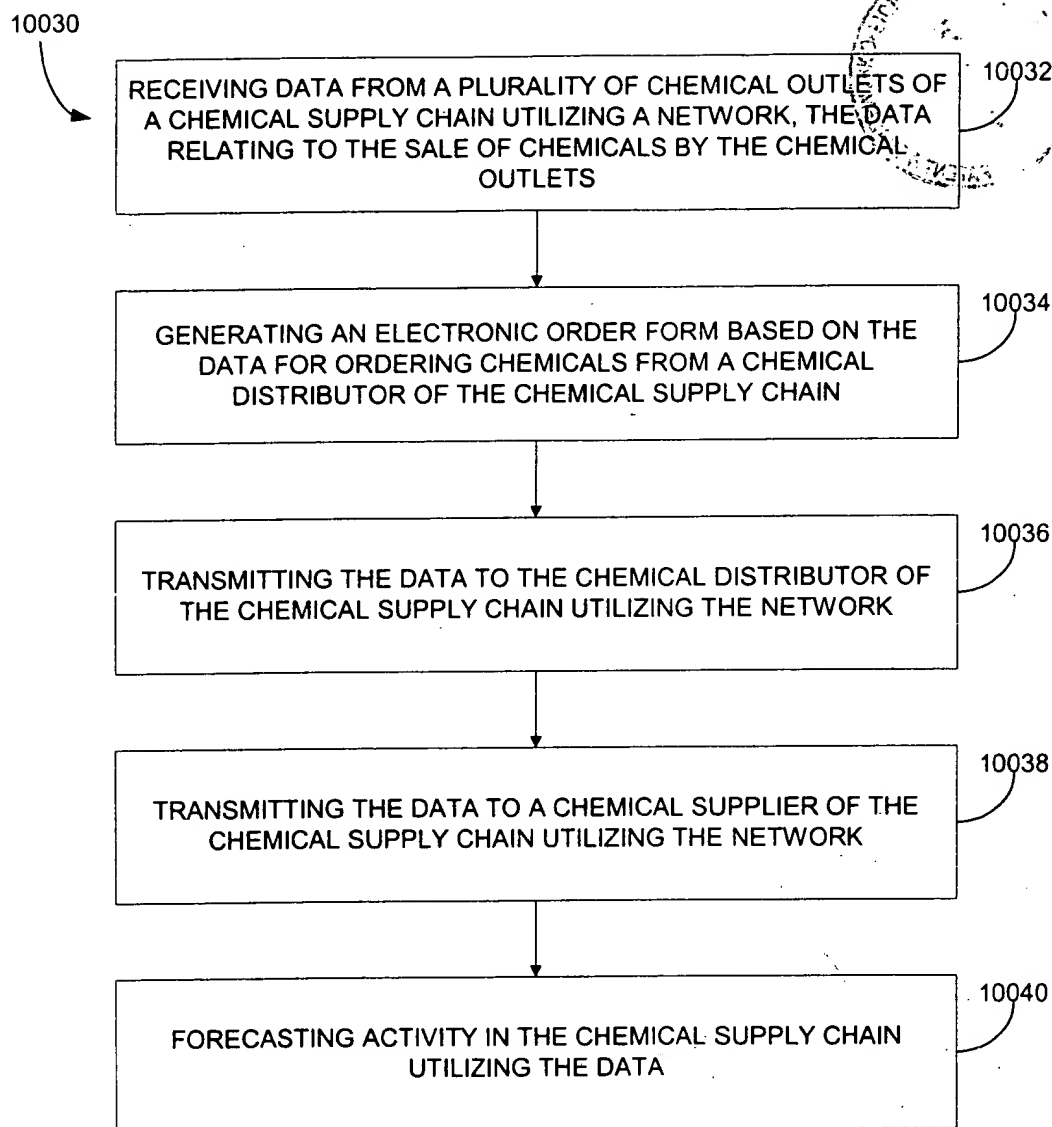 10030
RECEIVING DATA FROM A PLURALITY OF CHEMICAL OUTLETS OF
A CHEMICAL SUPPLY CHAIN UTILIZING A NETWORK, THE DATA
RELATING TO THE SALE OF CHEMICALS BY THE CHEMICAL
OUTLETS
10032
GENERATING AN ELECTRONIC ORDER FORM BASED ON THE
DATA FOR ORDERING CHEMICALS FROM A CHEMICAL
DISTRIBUTOR OF THE CHEMICAL SUPPLY CHAIN
10034
TRANSMITTING THE DATA TO THE CHEMICAL DISTRIBUTOR OF
THE CHEMICAL SUPPLY CHAIN UTILIZING THE NETWORK
10036
TRANSMITTING THE DATA TO A CHEMICAL SUPPLIER OF THE
CHEMICAL SUPPLY CHAIN UTILIZING THE NETWORK
10038
FORECASTING ACTIVITY IN THE CHEMICAL SUPPLY CHAIN
UTILIZING THE DATA
10040